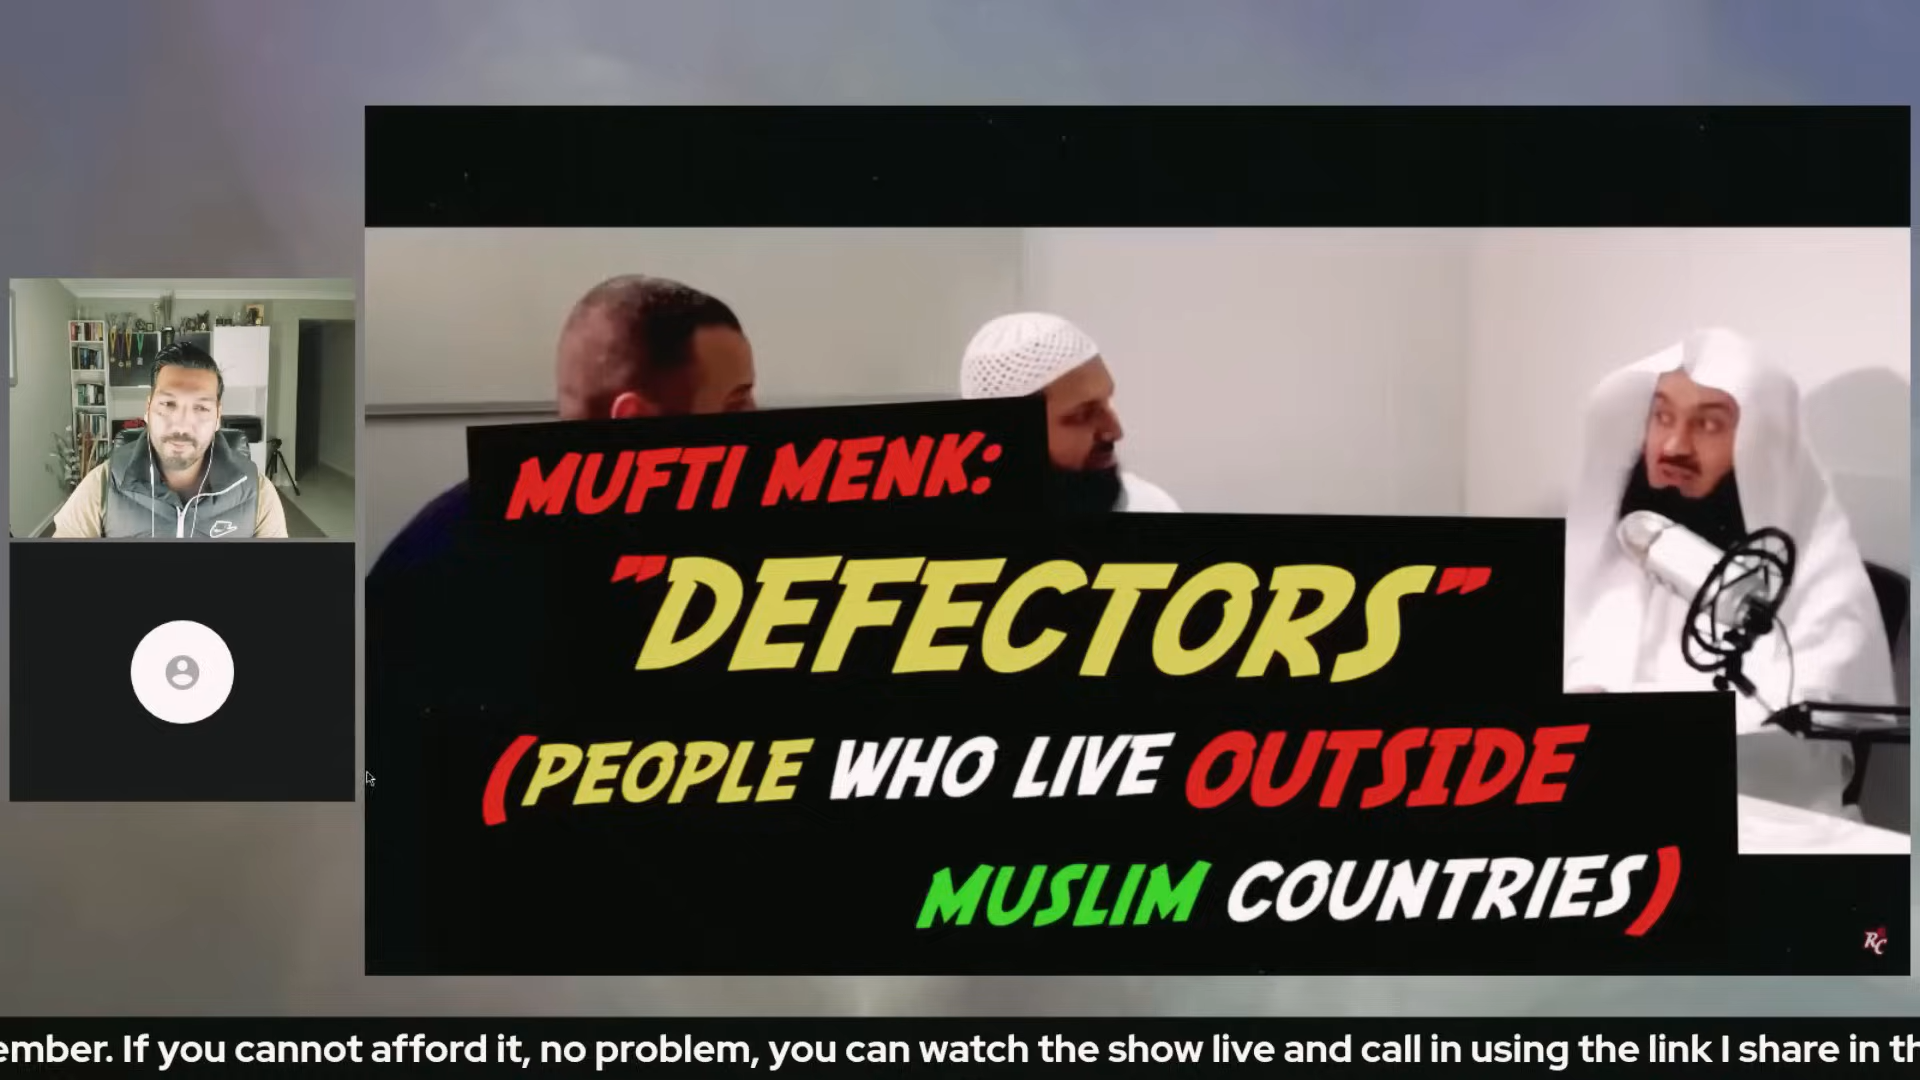 MUFTI MENK:
"DEFECTORS"
(PEOPLE WHO LIVE OUTSIDE
MUSLIM COUNTRIES)
RC
ember. If you cannot afford it, no problem, you can watch the show live and call in using the link I share in th